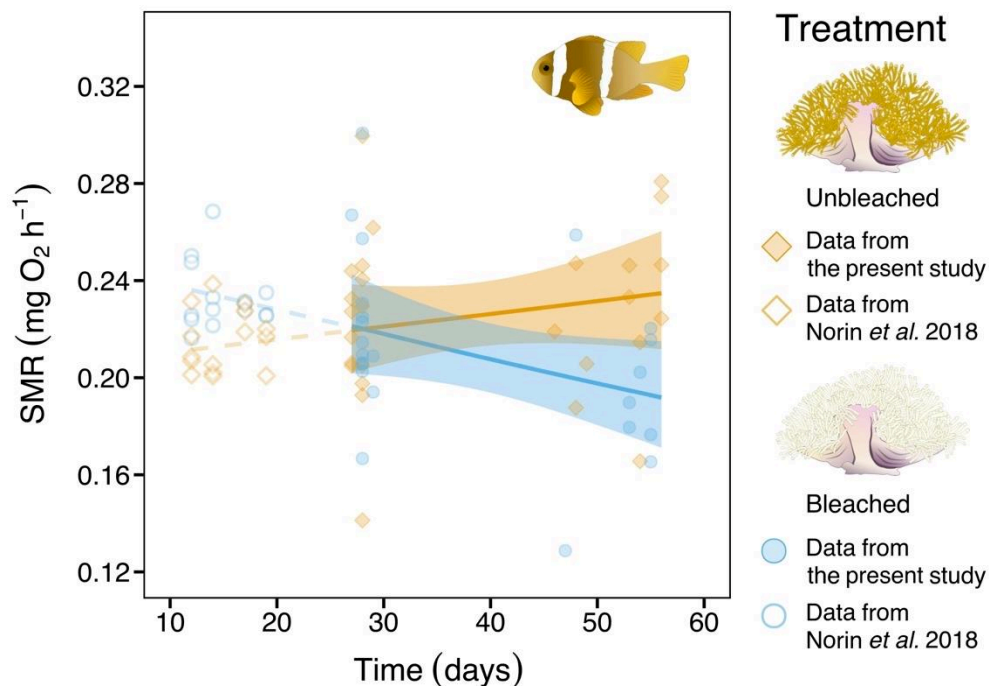 0.32
0.28
0.24
0.20
0.16
0.12
SMR (mg O₂ h⁻¹)
10 20 30 40 50 60
Time (days)
Treatment
Unbleached
Data from
the present study
Data from
Norin et al. 2018
Bleached
Data from
the present study
Data from
Norin et al. 2018